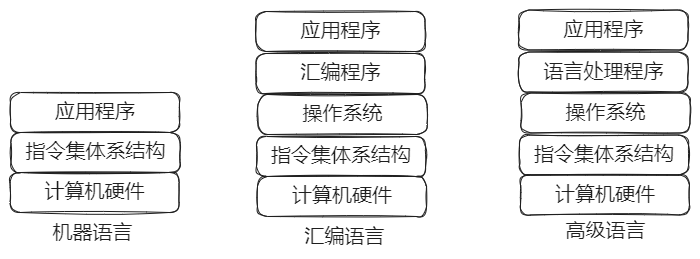 应用程序
指令集体系结构
计算机硬件
机器语言
应用程序
汇编程序
操作系统
指令集体系结构
计算机硬件
汇编语言
应用程序
语言处理程序
操作系统
指令集体系结构
计算机硬件
高级语言